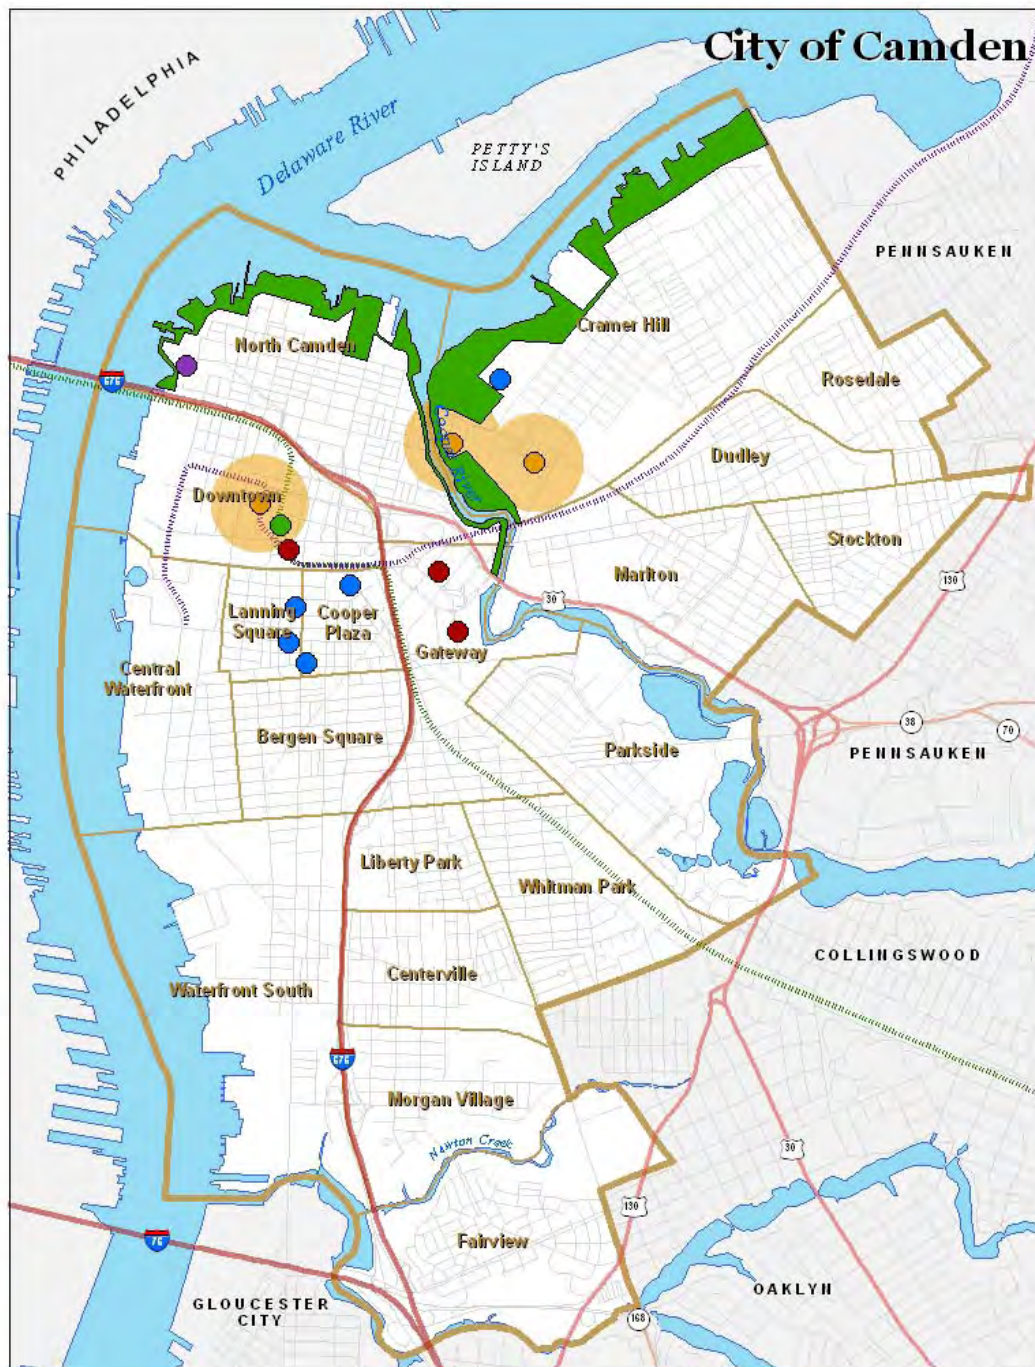 City of Camden
PHILADELPHIA
Delaware River
PETTY'S
ISLAND
PENNSAUKEN
Cramer Hill
North Camden
676
Rosedale
Dudley
River
Downtown
Stockton
Marlton
130
30
Lanning
Square
Cooper
Plaza
Gateway
Central
Waterfront
38
70
Bergen Square
Parkside
PENNSAUKEN
Liberty Park
Whitman Park
COLLINGSWOOD
Centerville
Waterfront South
676
Morgan Village
Newton Creek
30
130
Fairview
76
OAKLYN
GLOUCESTER
CITY
168